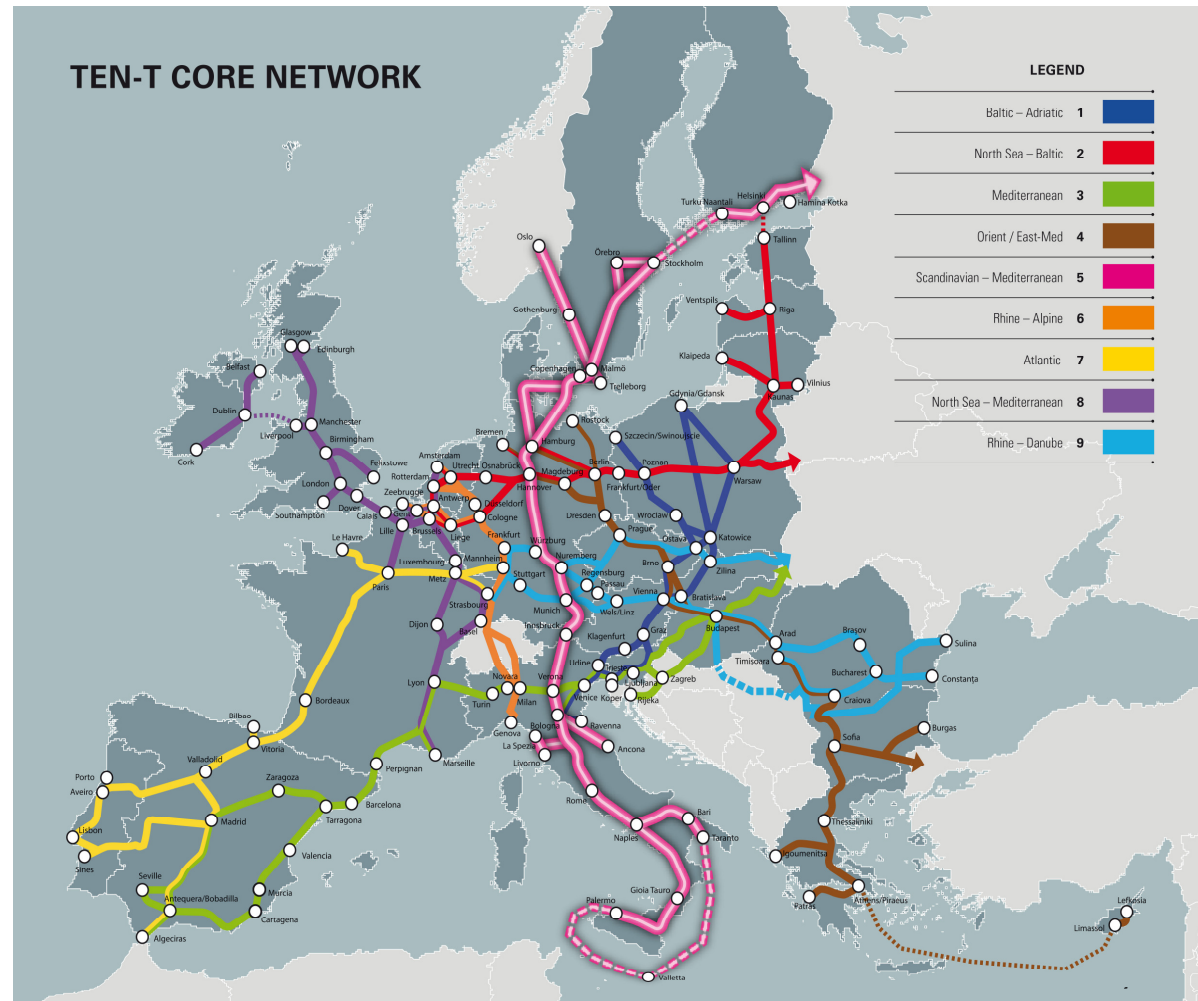 TEN-T CORE NETWORK
LEGEND
Baltic – Adriatic 1
North Sea – Baltic 2
Mediterranean 3
Orient / East-Med 4
Scandinavian – Mediterranean 5
Rhine – Alpine 6
Atlantic 7
North Sea – Mediterranean 8
Rhine – Danube 9
Helsinki
Turku Naantali
Hamina Kotka
Oslo
Tallinn
Örebro
Stockholm
Ventspils
Riga
Gothenburg
Glasgow
Edinburgh
Klaipeda
Belfast
Copenhagen
Malmö
Trelleborg
Vilnius
Kaunas
Gdynia/Gdansk
Dublin
Manchester
Liverpool
Rostock
Bremen
Szczecin/Swinoujscie
Hamburg
Cork
Birmingham
Felixstowe
Amsterdam
Utrecht
Osnabrück
Magdeburg
Berlin
Poznen
Rotterdam
Hannover
Frankfurt/Oder
Warsaw
London
Zeebrugge
Dover
Southampton
Calais
Antwerp
Düsseldorf
Cologne
Dresden
Wroclaw
Lille
Brussels
Liege
Prague
Katowice
Ostava
Le Havre
Frankfurt
Würzburg
Nuremberg
Luxembourg
Mannheim
Metz
Paris
Stuttgart
Regensburg
Passau
Brno
Zilina
Strasbourg
Munich
Wels/Linz
Vienna
Bratislava
Dijon
Basel
Innsbruck
Klagenfurt
Graz
Budapest
Arad
Braşov
Sulina
Timişoara
Bucharest
Constanţa
Udine
Trieste
Ljubljana
Zagreb
Craiova
Lyon
Turin
Novara
Milan
Verona
Venice
Koper
Rijeka
Bordeaux
Genova
Bologna
Ravenna
La Spezia
Livorno
Ancona
Sofia
Burgas
Bilbao
Vitoria
Marseille
Perpignan
Valladolid
Porto
Aveiro
Zaragoza
Madrid
Barcelona
Tarragona
Rome
Naples
Bari
Taranto
Lisbon
Sines
Valencia
Thessaliniki
Igoumenitsa
Seville
Antequera/Bobadilla
Murcia
Cartagena
Algeciras
Gioia Tauro
Palermo
Patras
Athens/Piraeus
Lefkosia
Limassol
Valletta